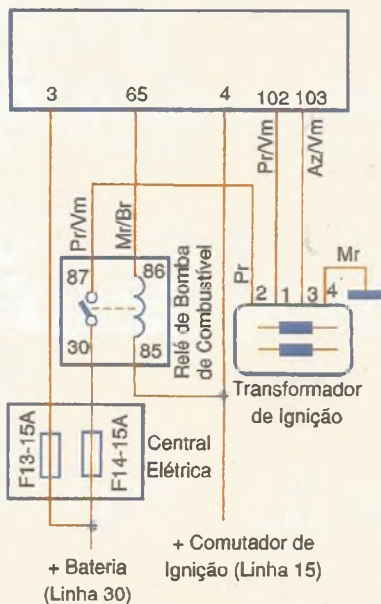 3 65 4 102 103
Pr/Vm
Az/Vm
Pr/Vm
Mr/Br
Mr
Pr
87 86
30 85
Relé de Bomba
de Combustível
2 1 3 4
Transformador
de Ignição
F13-15A
F14-15A
Central
Elétrica
+ Bateria
(Linha 30)
+ Comutador de
Ignição (Linha 15)